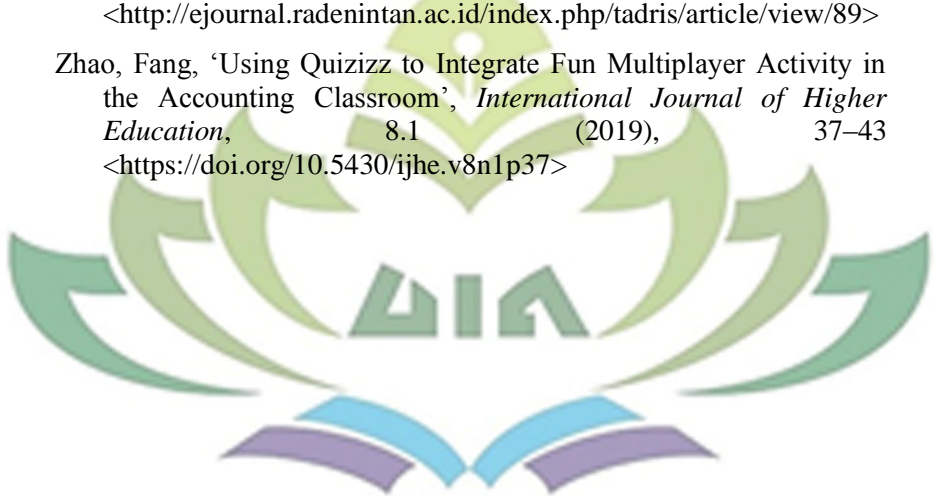 <http://ejournal.radenintan.ac.id/index.php/tadris/article/view/89>
Zhao, Fang, ‘Using Quizizz to Integrate Fun Multiplayer Activity in
the Accounting Classroom’, International Journal of Higher
Education, 8.1 (2019), 37–43
<https://doi.org/10.5430/ijhe.v8n1p37>
UIN